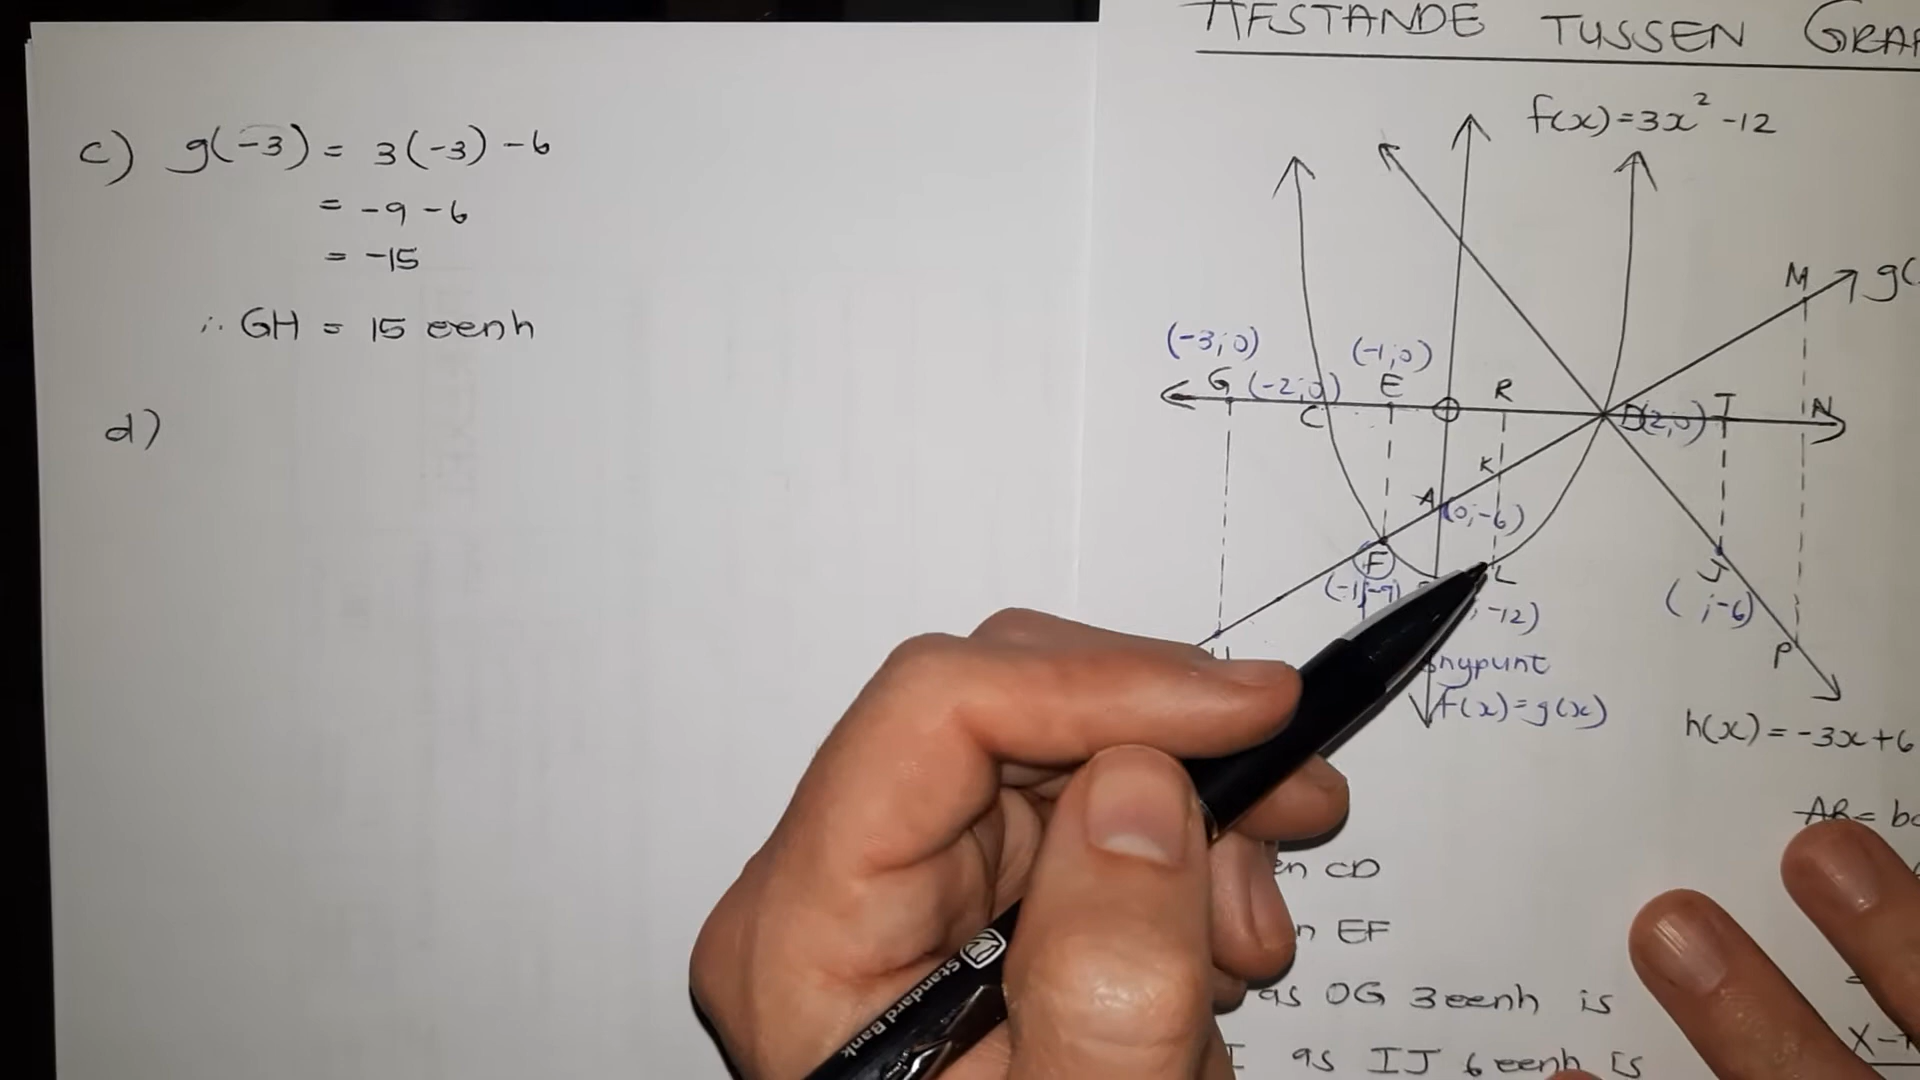 c) g(-3) = 3(-3) - 6
= -9 - 6
= -15
∴ GH = 15 eenh
d)
AFSTANDE TUSSEN
f(x) = 3x² - 12
M
g(
(-3;0)
(-1;0)
G (-2;0) E R
C D(2;0) N
K
A (0;-6)
F
(-1;-9) L
;-12)
J
( ;-6)
P
Snypunt
f(x) = g(x)
h(x) = -3x + 6
en CD
EF
as OG 3 eenh is
as IJ 6 eenh is
Standard Bank